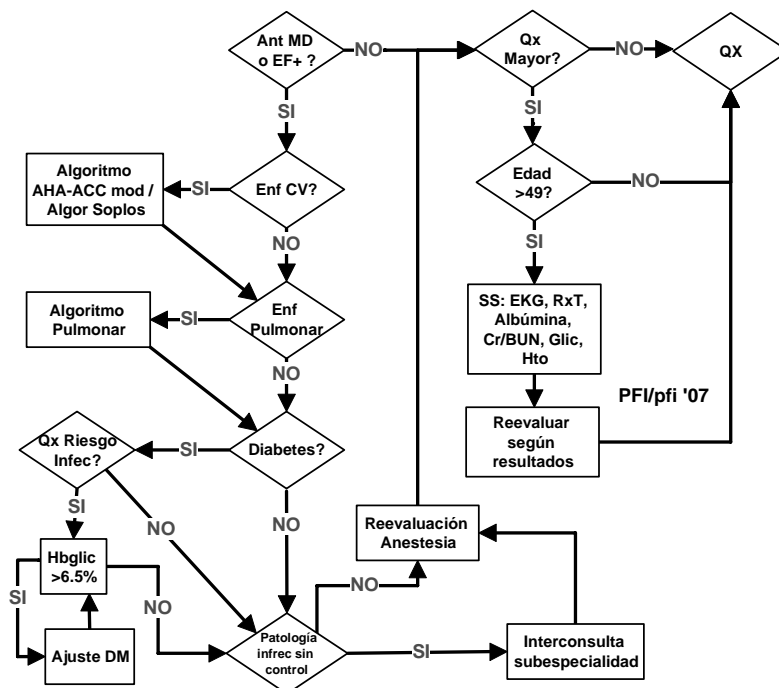 Ant MD
o EF+ ?
NO
Qx
Mayor?
NO
QX
SI
SI
Algoritmo
AHA-ACC mod /
Algor Soplos
SI
Enf CV?
Edad
>49?
NO
NO
SI
Algoritmo
Pulmonar
SI
Enf
Pulmonar
SS: EKG, RxT,
Albúmina,
Cr/BUN, Glic,
Hto
NO
PFI/pfi '07
Qx Riesgo
Infec?
SI
Diabetes?
Reevaluar
según
resultados
SI
NO
NO
Reevaluación
Anestesia
Hbglic
>6.5%
SI
NO
NO
Ajuste DM
Patología
infrec sin
control
SI
Interconsulta
subespecialidad